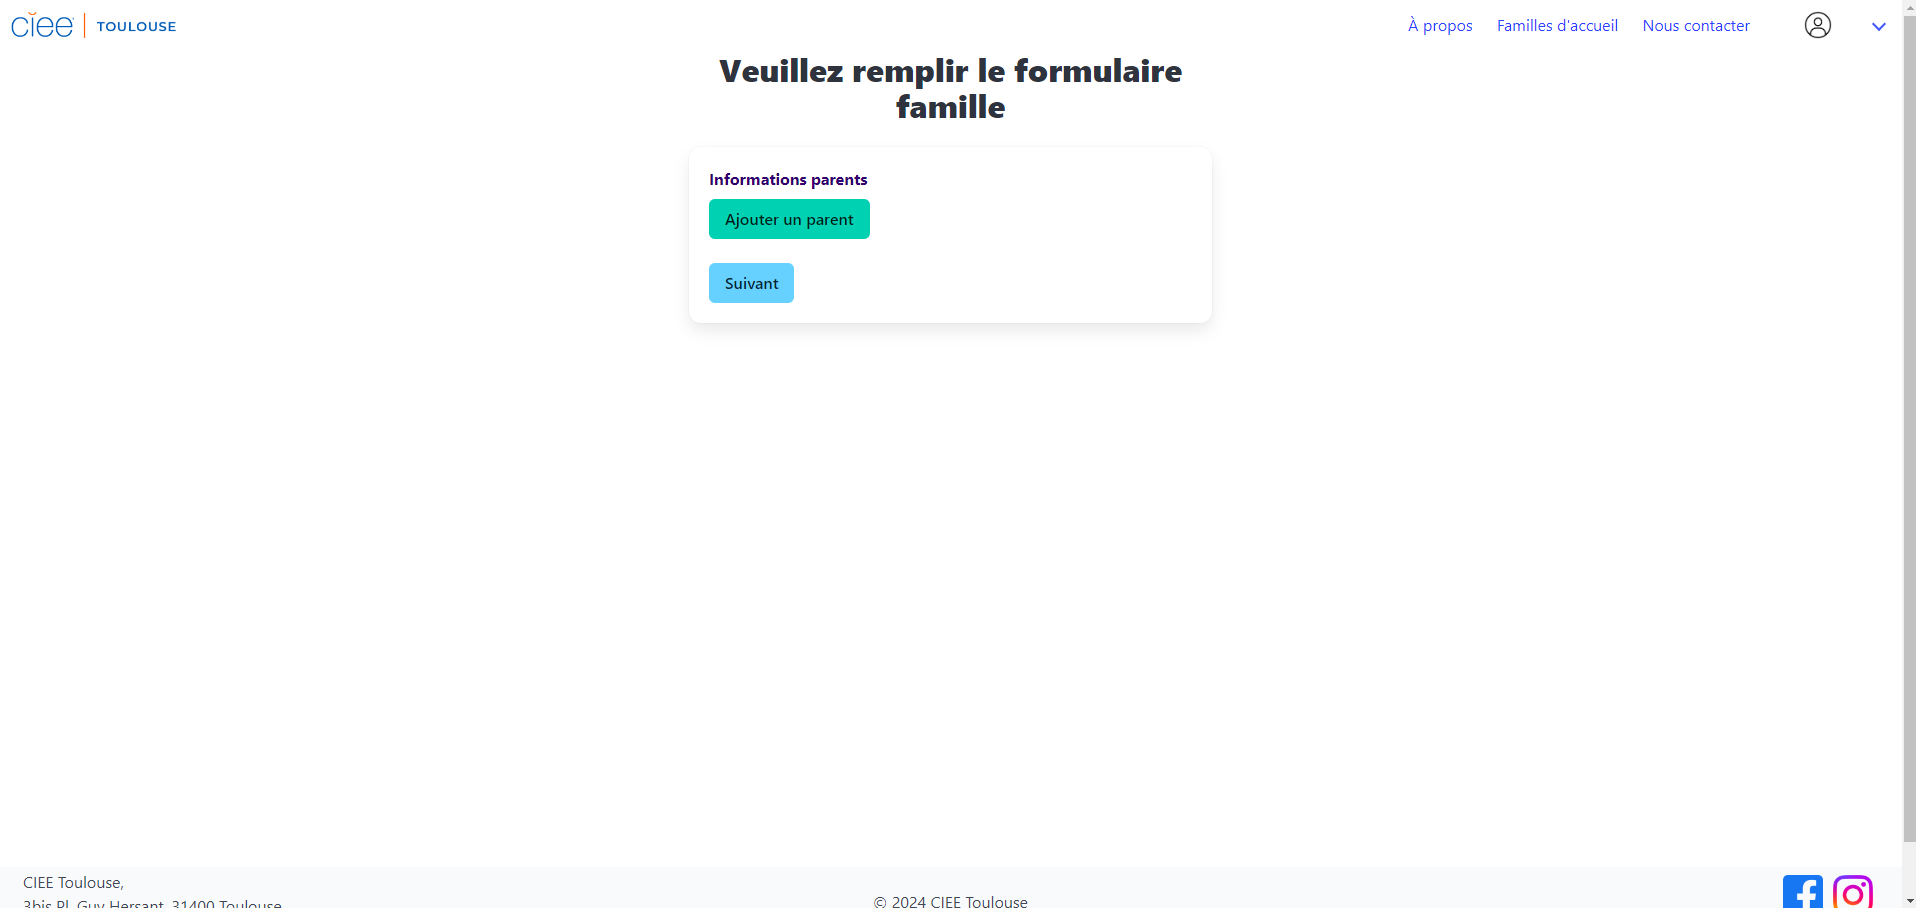 ciee TOULOUSE
À propos
Familles d'accueil
Nous contacter
Veuillez remplir le formulaire
famille
Informations parents
Ajouter un parent
Suivant
CIEE Toulouse,
3bis Pl. Guy Hersant, 31400 Toulouse
© 2024 CIEE Toulouse